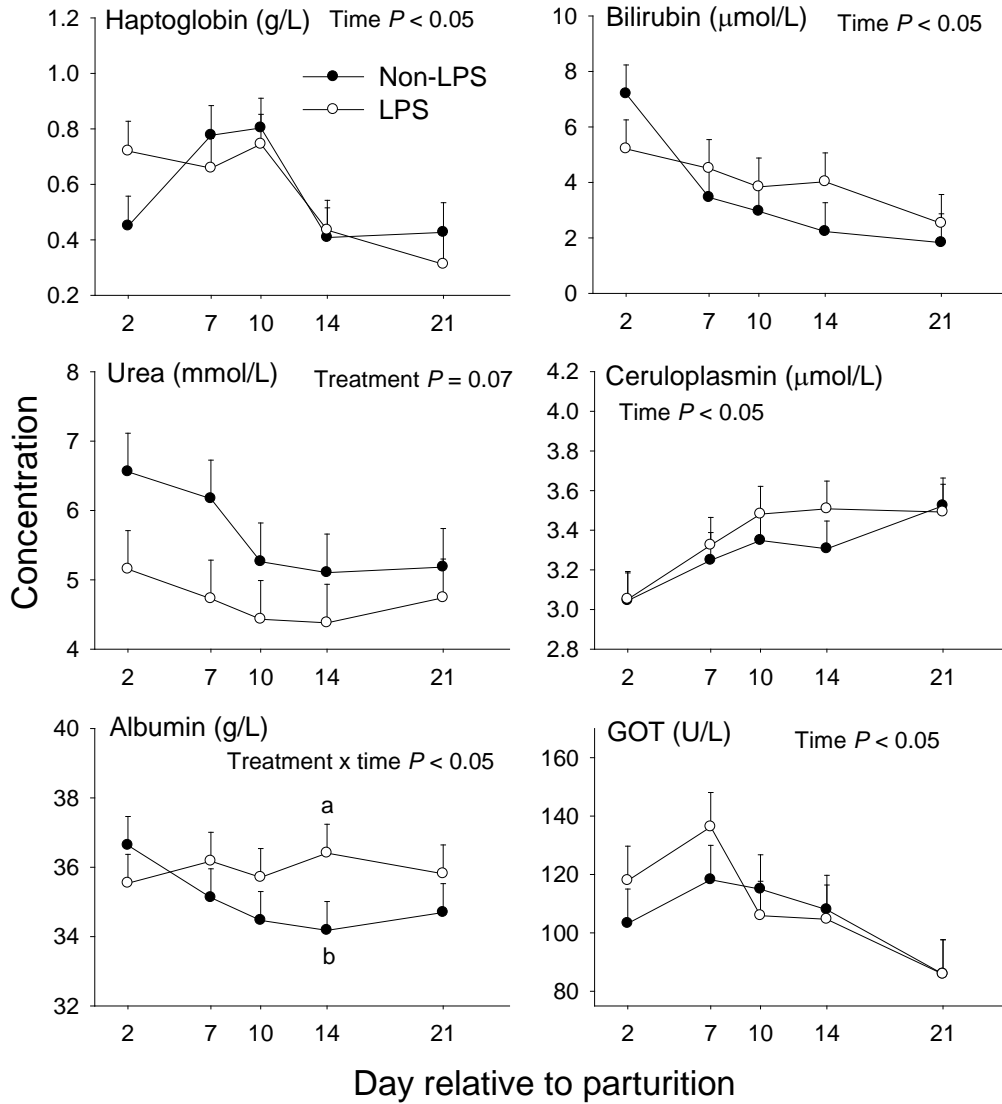 Haptoglobin (g/L) Time P < 0.05
1.2
1.0
0.8
0.6
0.4
0.2
Non-LPS
LPS
2 7 10 14 21
Bilirubin (μmol/L) Time P < 0.05
10
8
6
4
2
0
2 7 10 14 21
Urea (mmol/L) Treatment P = 0.07
8
7
6
5
4
2 7 10 14 21
Ceruloplasmin (μmol/L)
Time P < 0.05
4.2
4.0
3.8
3.6
3.4
3.2
3.0
2.8
2 7 10 14 21
Concentration
Albumin (g/L)
Treatment x time P < 0.05
40
38
36
34
32
a
b
2 7 10 14 21
GOT (U/L) Time P < 0.05
160
140
120
100
80
2 7 10 14 21
Day relative to parturition